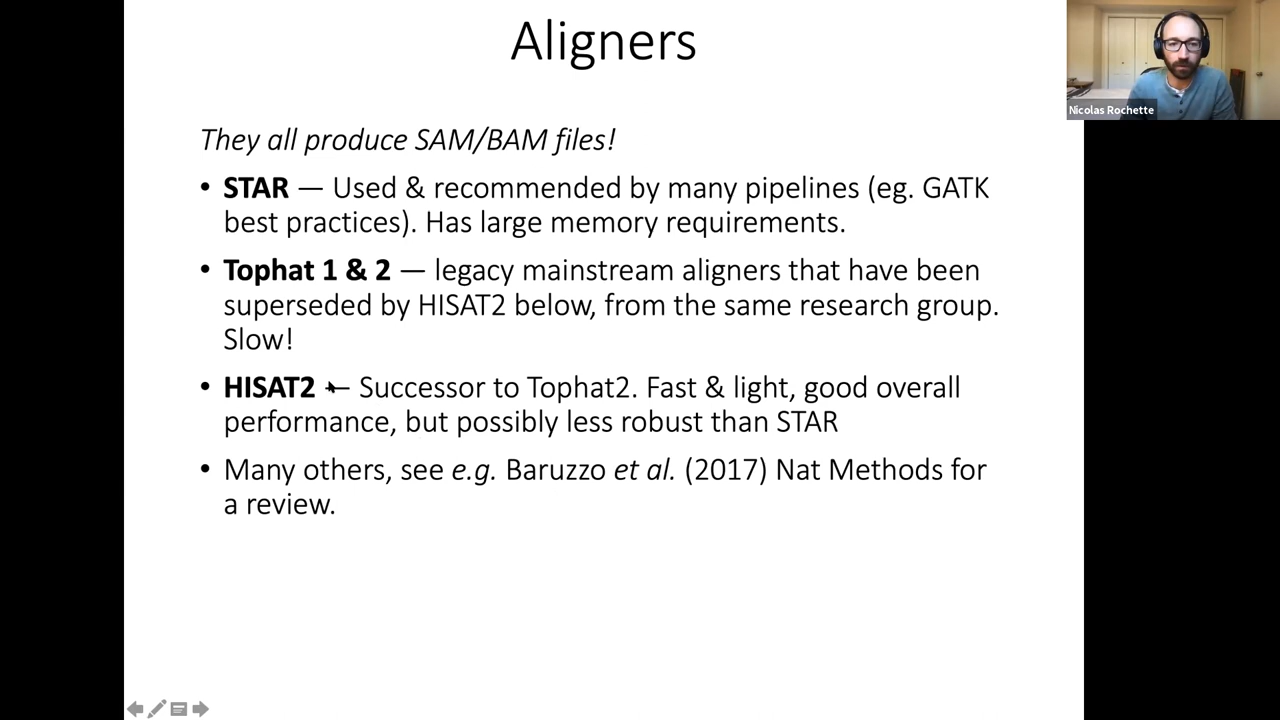 Aligners
Nicolas Rochette
They all produce SAM/BAM files!
• STAR — Used & recommended by many pipelines (eg. GATK
best practices). Has large memory requirements.
• Tophat 1 & 2 — legacy mainstream aligners that have been
superseded by HISAT2 below, from the same research group.
Slow!
• HISAT2 — Successor to Tophat2. Fast & light, good overall
performance, but possibly less robust than STAR
• Many others, see e.g. Baruzzo et al. (2017) Nat Methods for
a review.